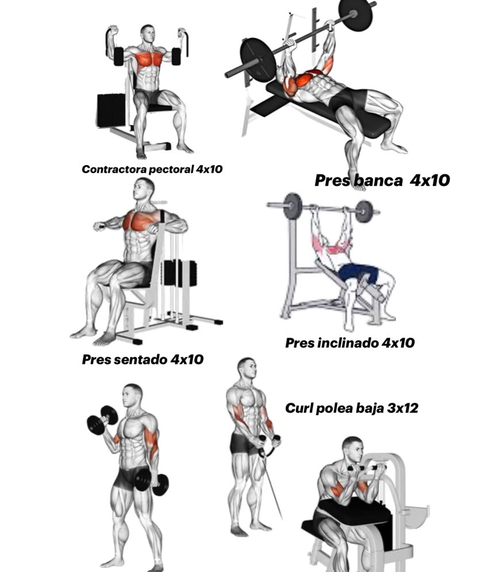 Contractora pectoral 4x10
Pres banca 4x10
Pres sentado 4x10
Pres inclinado 4x10
Curl polea baja 3x12